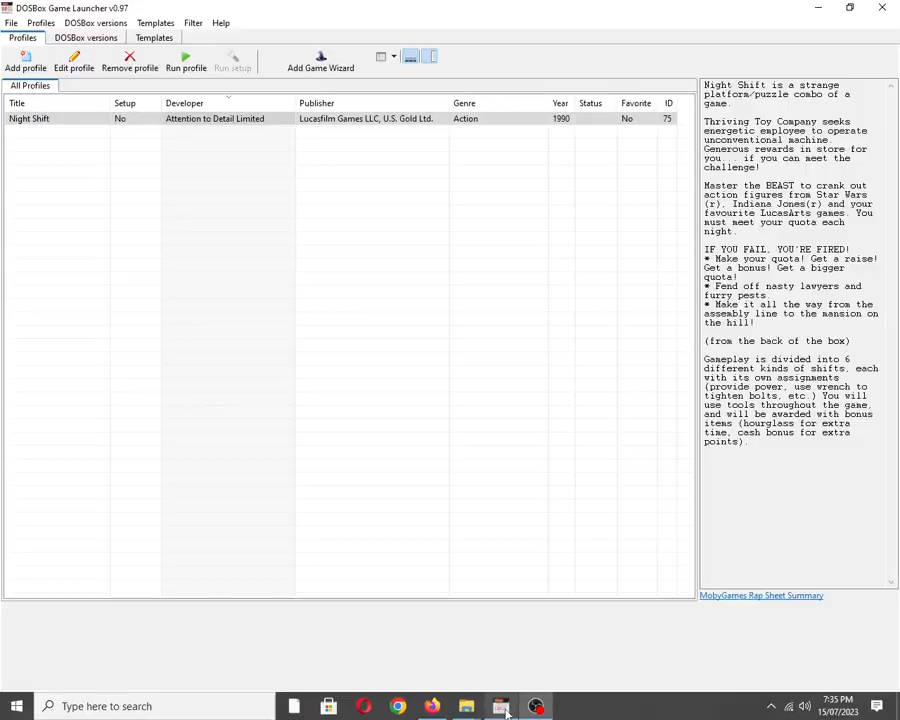 DOSBox Game Launcher v0.97
File Profiles DOSBox versions Templates Filter Help
Profiles DOSBox versions Templates
Add profile Edit profile Remove profile Run profile Run setup Add Game Wizard
All Profiles
Title Setup Developer Publisher Genre Year Status Favorite ID
Night Shift No Attention to Detail Limited Lucasfilm Games LLC, U.S. Gold Ltd. Action 1990 No 75
Night Shift is a strange
platform/puzzle combo of a
game.
Thriving Toy Company seeks
energetic employee to operate
unconventional machine.
Generous rewards in store for
you... if you can meet the
challenge!
Master the BEAST to crank out
action figures from Star Wars
(r), Indiana Jones(r) and your
favourite LucasArts games. You
must meet your quota each
night.
IF YOU FAIL, YOU'RE FIRED!
* Make your quota! Get a raise!
Get a bonus! Get a bigger
quota!
* Fend off nasty lawyers and
furry pests.
* Make it all the way from the
assembly line to the mansion on
the hill!
(from the back of the box)
Gameplay is divided into 6
different kinds of shifts, each
with its own assignments
(provide power, use wrench to
tighten bolts, etc.) You will
use tools throughout the game,
and will be awarded with bonus
items (hourglass for extra
time, cash bonus for extra
points).
MobyGames Rap Sheet Summary
Type here to search
7:35 PM
15/07/2023